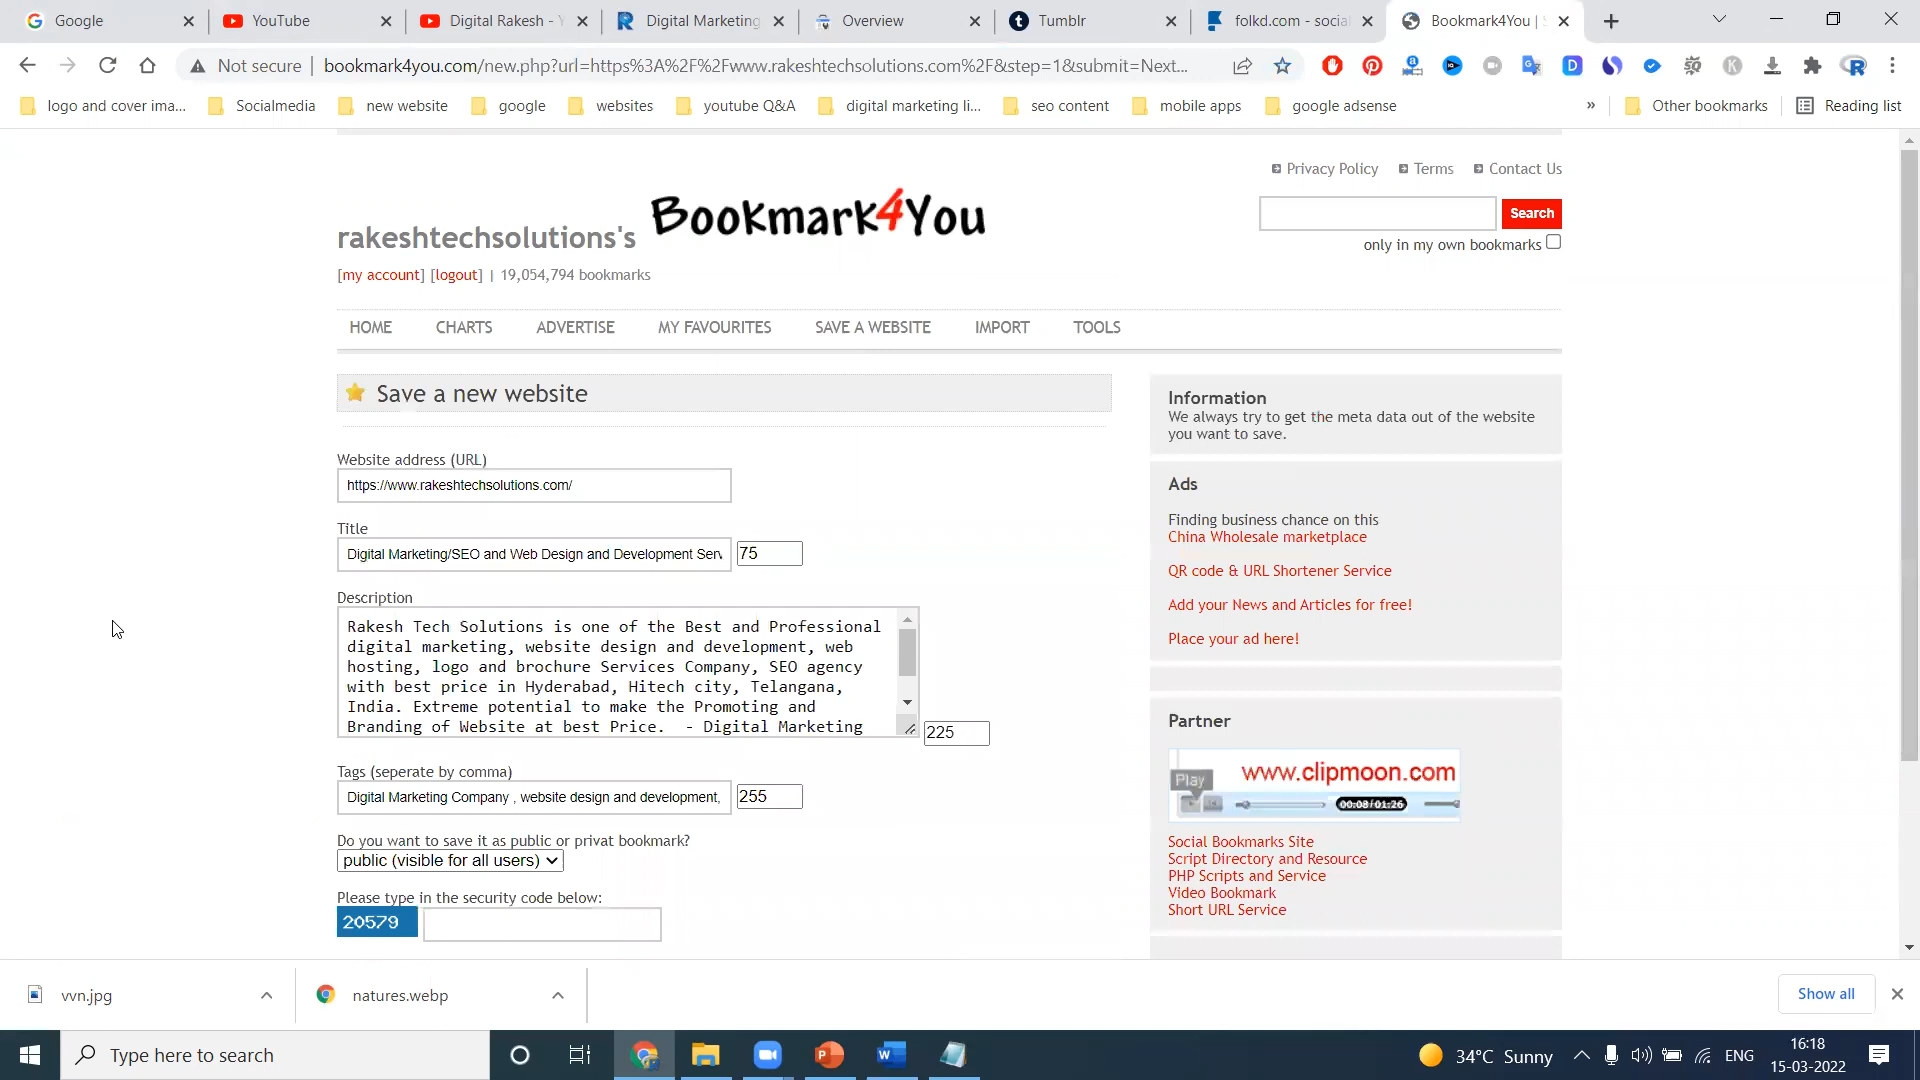 Google
YouTube
Digital Rakesh - Y
Digital Marketing
Overview
Tumblr
folkd.com - social
Bookmark4You | S
Not secure
bookmark4you.com/new.php?url=https%3A%2F%2Fwww.rakeshtechsolutions.com%2F&step=1&submit=Next...
logo and cover ima...
Socialmedia
new website
google
websites
youtube Q&A
digital marketing li...
seo content
mobile apps
google adsense
»
Other bookmarks
Reading list
Privacy Policy
Terms
Contact Us
rakeshtechsolutions's
Bookmark4You
Search
only in my own bookmarks
[my account] [logout] | 19,054,794 bookmarks
HOME
CHARTS
ADVERTISE
MY FAVOURITES
SAVE A WEBSITE
IMPORT
TOOLS
Save a new website
Website address (URL)
https://www.rakeshtechsolutions.com/
Title
Digital Marketing/SEO and Web Design and Development Serv
75
Description
Rakesh Tech Solutions is one of the Best and Professional
digital marketing, website design and development, web
hosting, logo and brochure Services Company, SEO agency
with best price in Hyderabad, Hitech city, Telangana,
India. Extreme potential to make the Promoting and
Branding of Website at best Price.  - Digital Marketing
225
Tags (seperate by comma)
Digital Marketing Company , website design and development,
255
Do you want to save it as public or privat bookmark?
public (visible for all users)
Please type in the security code below:
20579
Information
We always try to get the meta data out of the website
you want to save.
Ads
Finding business chance on this
China Wholesale marketplace
QR code & URL Shortener Service
Add your News and Articles for free!
Place your ad here!
Partner
www.clipmoon.com
Play
00:08/01:26
Social Bookmarks Site
Script Directory and Resource
PHP Scripts and Service
Video Bookmark
Short URL Service
vvn.jpg
natures.webp
Show all
Type here to search
34°C Sunny
ENG
16:18
15-03-2022